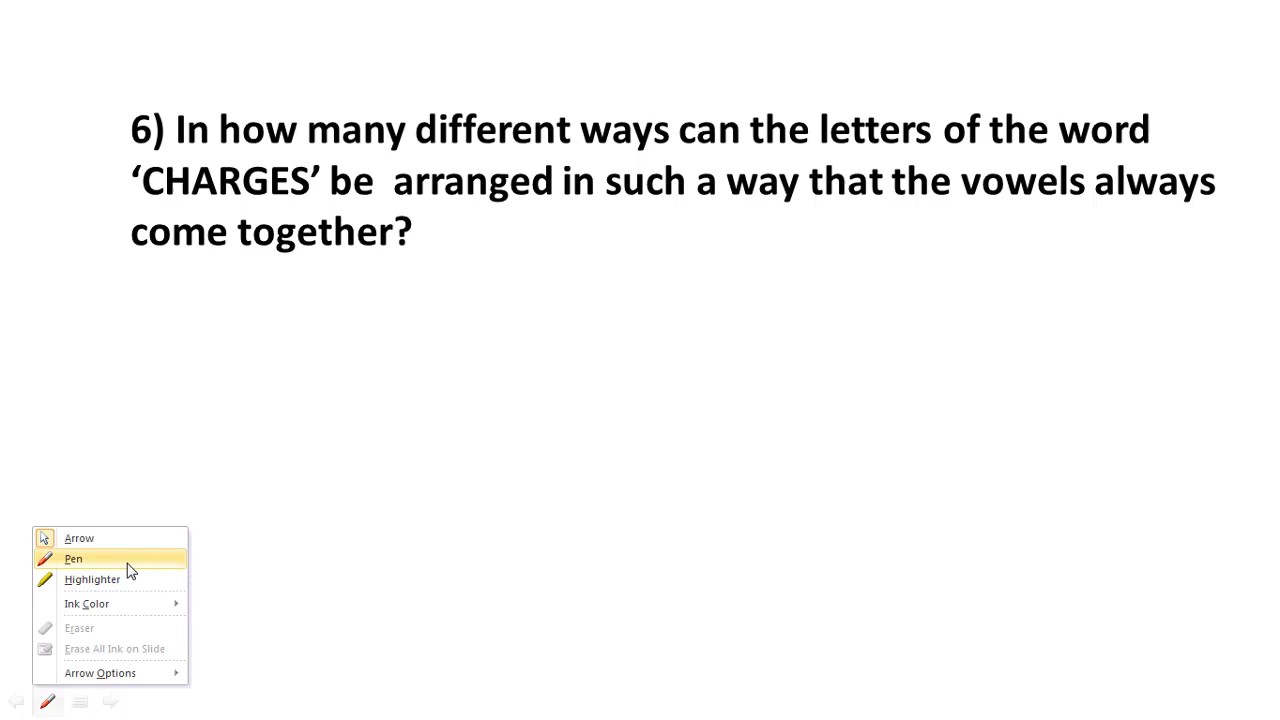 6) In how many different ways can the letters of the word
‘CHARGES’ be  arranged in such a way that the vowels always
come together?
Arrow
Pen
Highlighter
Ink Color
Eraser
Erase All Ink on Slide
Arrow Options